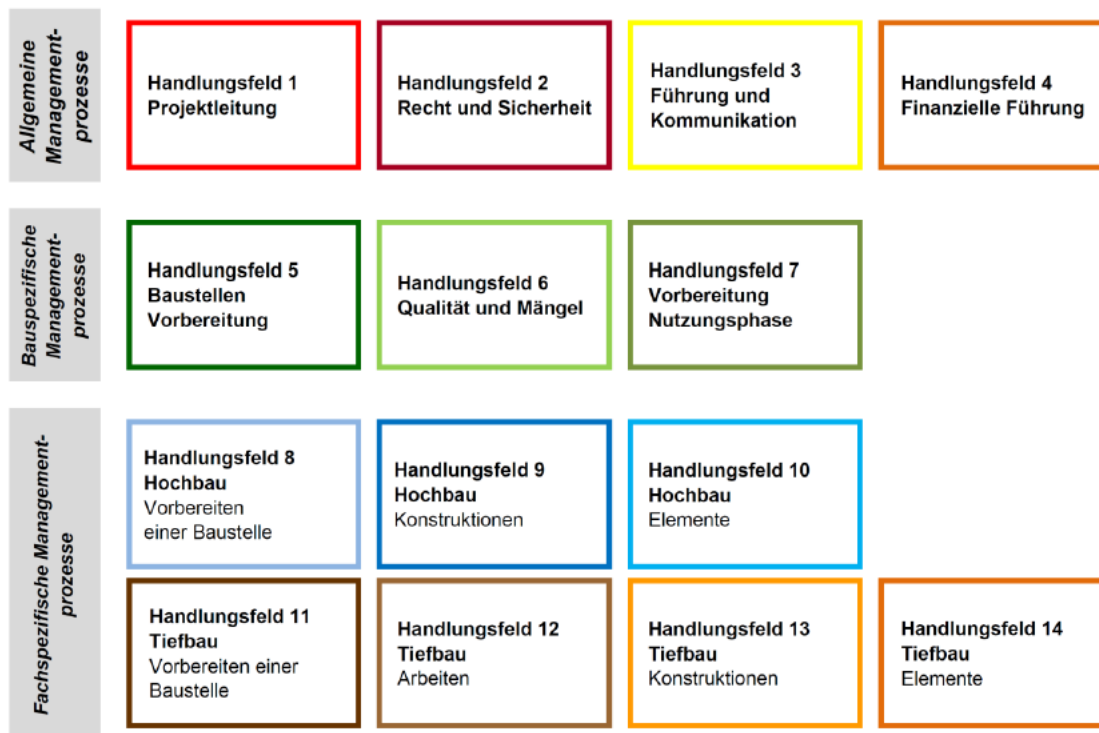 Allgemeine
Management-
prozesse
Handlungsfeld 1
Projektleitung
Handlungsfeld 2
Recht und Sicherheit
Handlungsfeld 3
Führung und
Kommunikation
Handlungsfeld 4
Finanzielle Führung
Bauspezifische
Management-
prozesse
Handlungsfeld 5
Baustellen
Vorbereitung
Handlungsfeld 6
Qualität und Mängel
Handlungsfeld 7
Vorbereitung
Nutzungsphase
Fachspezifische Management-
prozesse
Handlungsfeld 8
Hochbau
Vorbereiten
einer Baustelle
Handlungsfeld 9
Hochbau
Konstruktionen
Handlungsfeld 10
Hochbau
Elemente
Handlungsfeld 11
Tiefbau
Vorbereiten einer
Baustelle
Handlungsfeld 12
Tiefbau
Arbeiten
Handlungsfeld 13
Tiefbau
Konstruktionen
Handlungsfeld 14
Tiefbau
Elemente